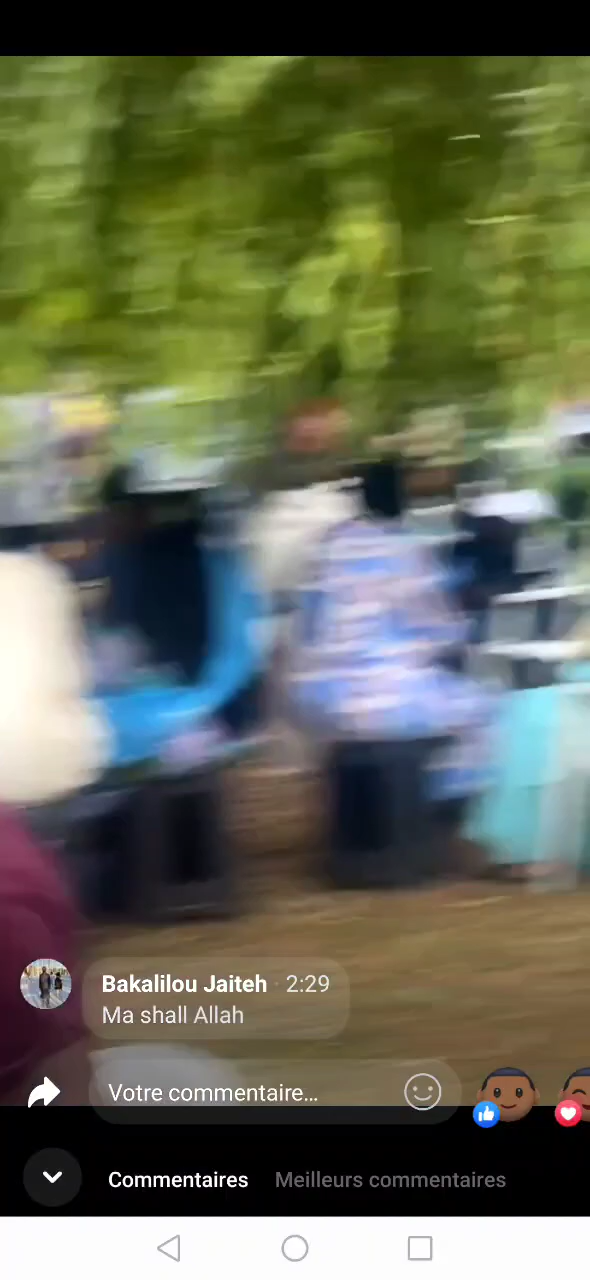 Bakalilou Jaiteh · 2:29
Ma shall Allah
Votre commentaire...
Commentaires Meilleurs commentaires